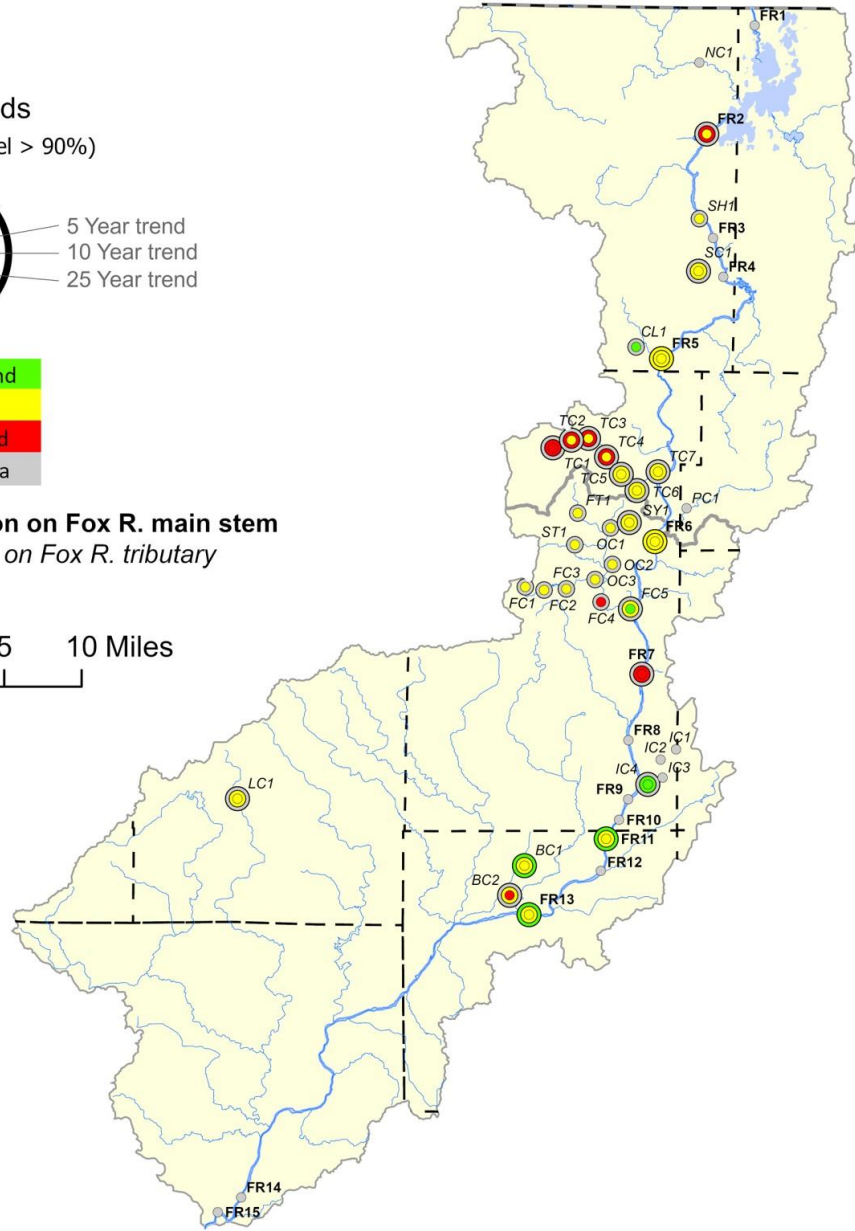 ds
el > 90%)
5 Year trend
10 Year trend
25 Year trend
nd
d
a
on on Fox R. main stem
on Fox R. tributary
5 10 Miles
FR1
NC1
FR2
SH1
FR3
SC1
FR4
CL1
FR5
TC2
TC3
TC4
TC1
TC7
TC5
TC6
FT1
PC1
SY1
FR6
ST1
OC1
OC2
FC3
OC3
FC1
FC2
FC5
FC4
FR7
FR8
IC1
IC2
IC4
IC3
LC1
FR9
FR10
FR11
BC1
FR12
BC2
FR13
FR14
FR15